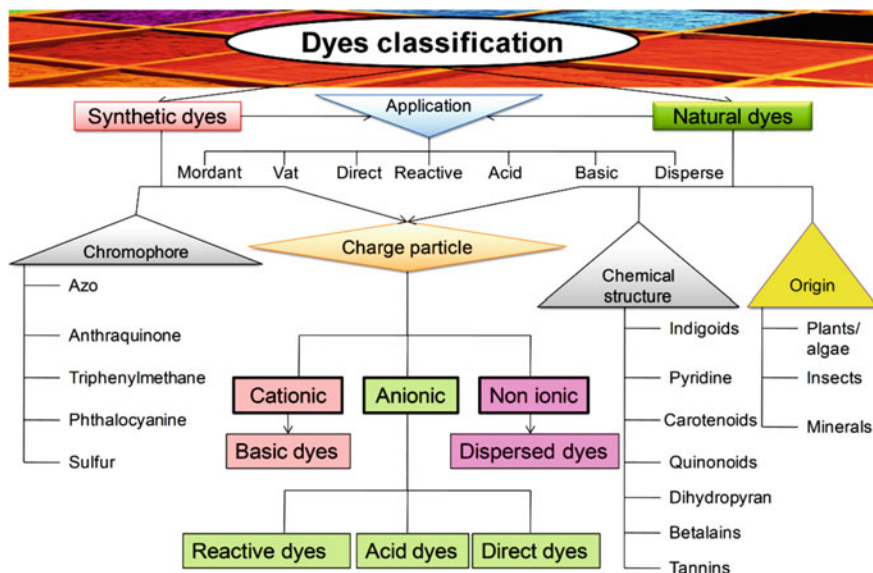 Dyes classification
Synthetic dyes
Application
Natural dyes
Mordant
Vat
Direct
Reactive
Acid
Basic
Disperse
Chromophore
Azo
Anthraquinone
Triphenylmethane
Phthalocyanine
Sulfur
Charge particle
Cationic
Anionic
Non ionic
Basic dyes
Dispersed dyes
Reactive dyes
Acid dyes
Direct dyes
Chemical
structure
Indigoids
Pyridine
Carotenoids
Quinonoids
Dihydropyran
Betalains
Tannins
Origin
Plants/
algae
Insects
Minerals